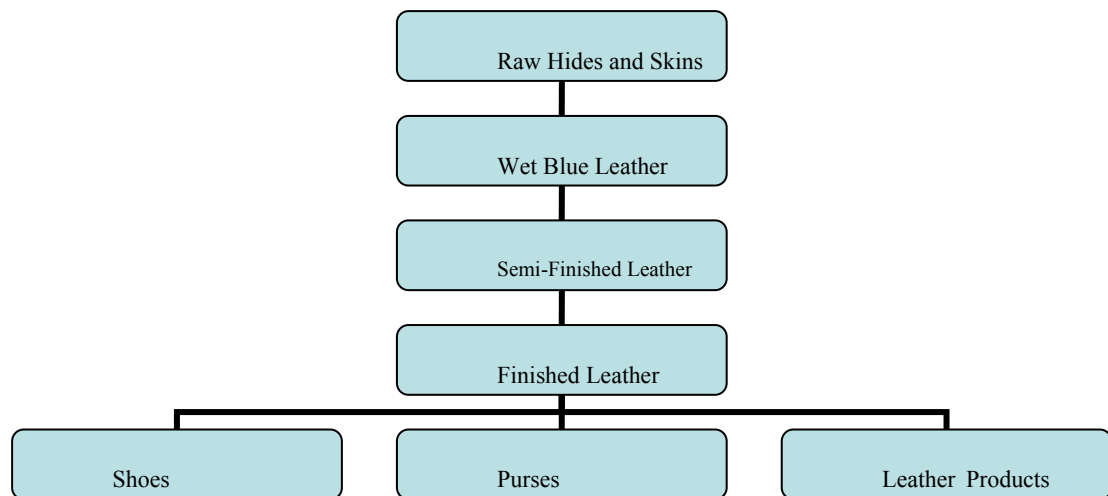 Raw Hides and Skins
Wet Blue Leather
Semi-Finished Leather
Finished Leather
Shoes
Purses
Leather Products